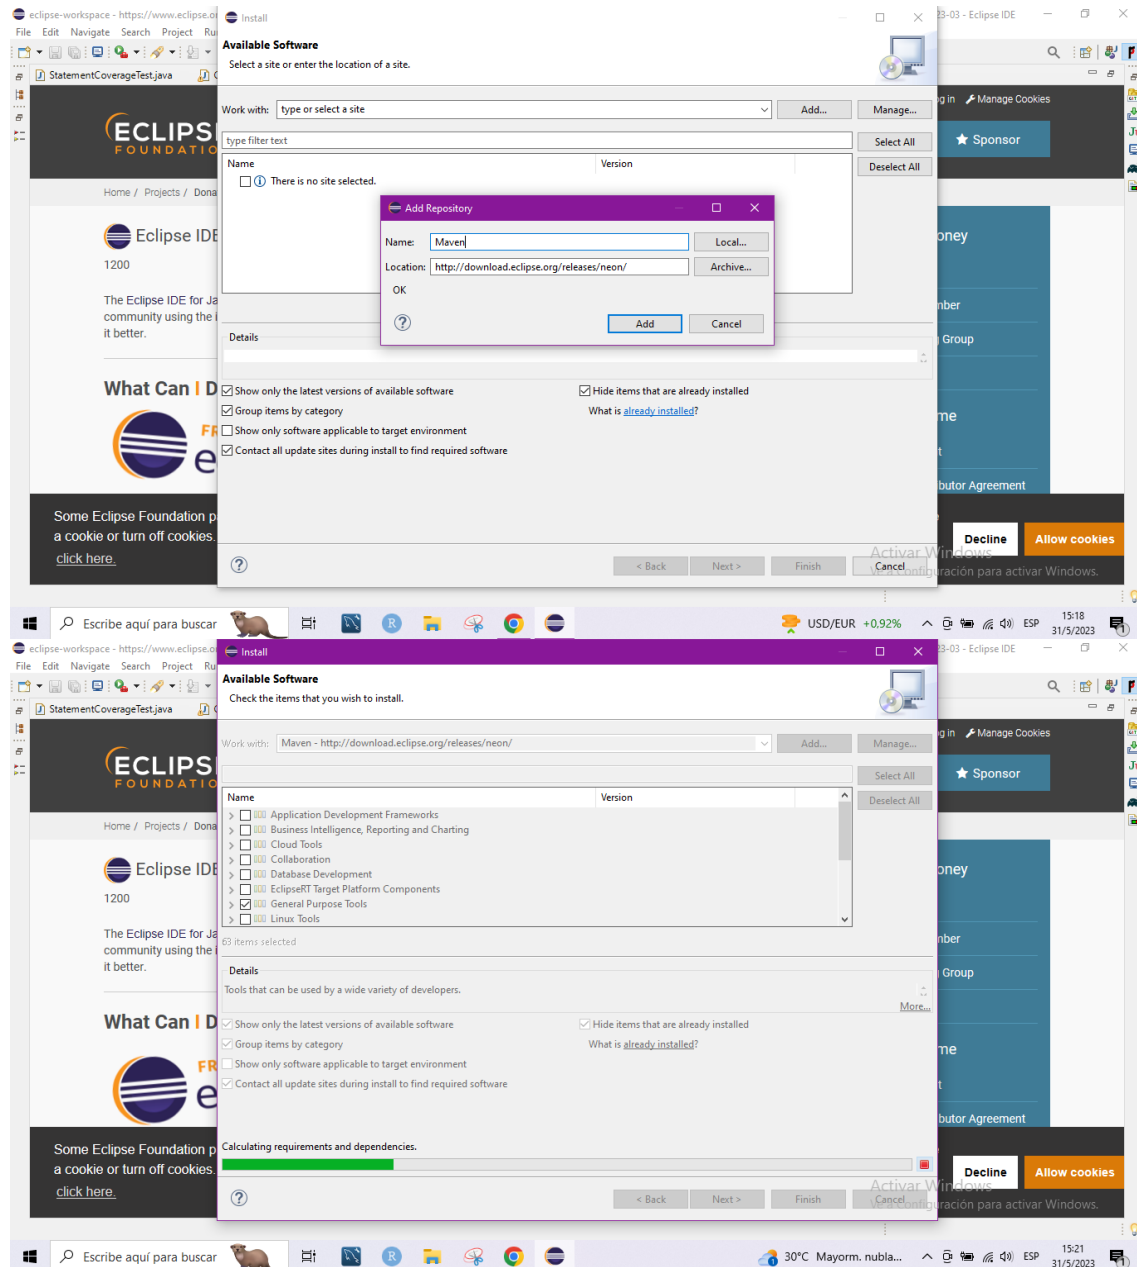 eclipse-workspace - https://www.eclipse.o
Install
23-03 - Eclipse IDE
File Edit Navigate Search Project Ru
Available Software
Select a site or enter the location of a site.
StatementCoverageTest.java
Work with: type or select a site
Add...
Manage...
Manage Cookies
type filter text
Select All
Sponsor
ECLIPS
FOUNDATIO
Name Version
Deselect All
There is no site selected.
Home / Projects / Dona
Add Repository
Eclipse IDE
oney
Name: Maven
Local...
1200
Location: http://download.eclipse.org/releases/neon/
Archive...
OK
The Eclipse IDE for Ja
community using the i
it better.
mber
Add Cancel
Group
Details
What Can I D
Show only the latest versions of available software
Hide items that are already installed
Group items by category
What is already installed?
me
Show only software applicable to target environment
FR
Contact all update sites during install to find required software
e
t
butor Agreement
Some Eclipse Foundation p
a cookie or turn off cookies.
click here.
Decline Allow cookies
Activar Windows
< Back Next > Finish Cancel
Ve a Configuración para activar Windows.
Escribe aquí para buscar
R
USD/EUR +0,92%
ESP
15:18
31/5/2023
1
eclipse-workspace - https://www.eclipse.o
Install
23-03 - Eclipse IDE
File Edit Navigate Search Project Ru
Available Software
Check the items that you wish to install.
StatementCoverageTest.java
Work with: Maven - http://download.eclipse.org/releases/neon/
Add...
Manage...
Manage Cookies
Select All
Sponsor
ECLIPS
FOUNDATIO
Name Version
Deselect All
Application Development Frameworks
Home / Projects / Dona
Business Intelligence, Reporting and Charting
Cloud Tools
Collaboration
Eclipse IDE
oney
Database Development
EclipseRT Target Platform Components
1200
General Purpose Tools
Linux Tools
The Eclipse IDE for Ja
community using the i
it better.
mber
63 items selected
Details
Group
Tools that can be used by a wide variety of developers.
More...
What Can I D
Show only the latest versions of available software
Hide items that are already installed
Group items by category
What is already installed?
me
Show only software applicable to target environment
FR
Contact all update sites during install to find required software
e
t
butor Agreement
Some Eclipse Foundation p
Calculating requirements and dependencies.
a cookie or turn off cookies.
click here.
Decline Allow cookies
Activar Windows
< Back Next > Finish Cancel
Ve a Configuración para activar Windows.
Escribe aquí para buscar
R
30°C Mayorm. nubla...
ESP
15:21
31/5/2023
1